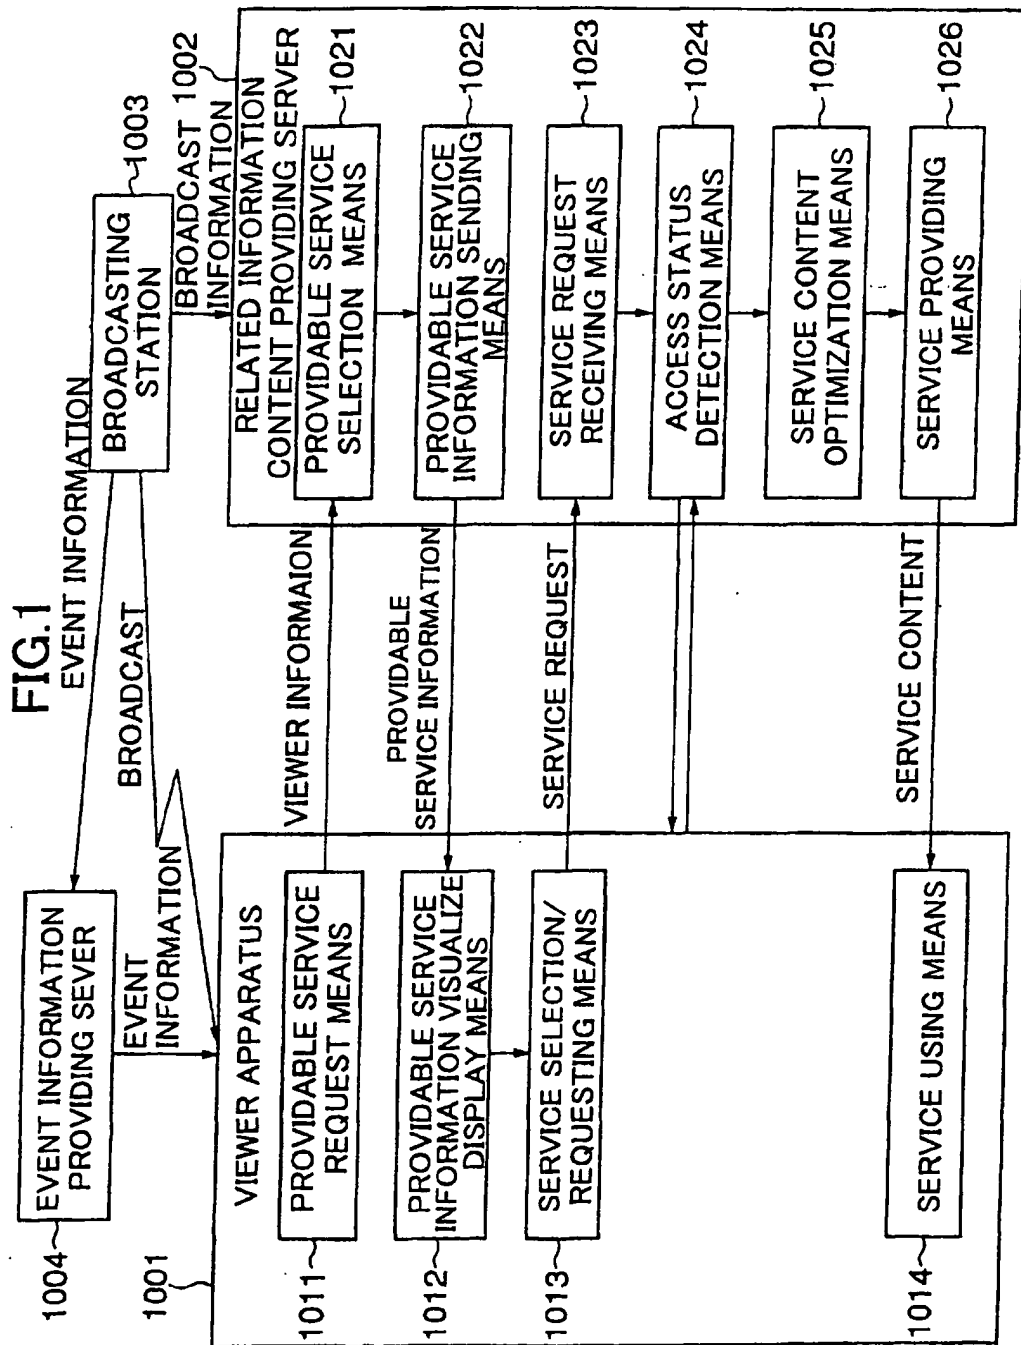 FIG.1
1004
EVENT INFORMATION
PROVIDING SEVER
EVENT INFORMATION
BROADCASTING
STATION
1003
EVENT
INFORMATION
BROADCAST
BROADCAST
INFORMATION
1002
1001
VIEWER APPARATUS
RELATED INFORMATION
CONTENT PROVIDING SERVER
1011
PROVIDABLE SERVICE
REQUEST MEANS
VIEWER INFORMAION
PROVIDABLE SERVICE
SELECTION MEANS
1021
1012
PROVIDABLE SERVICE
INFORMATION VISUALIZE
DISPLAY MEANS
PROVIDABLE
SERVICE INFORMATION
PROVIDABLE SERVICE
INFORMATION SENDING
MEANS
1022
1013
SERVICE SELECTION/
REQUESTING MEANS
SERVICE REQUEST
SERVICE REQUEST
RECEIVING MEANS
1023
ACCESS STATUS
DETECTION MEANS
1024
SERVICE CONTENT
OPTIMIZATION MEANS
1025
1014
SERVICE USING MEANS
SERVICE CONTENT
SERVICE PROVIDING
MEANS
1026